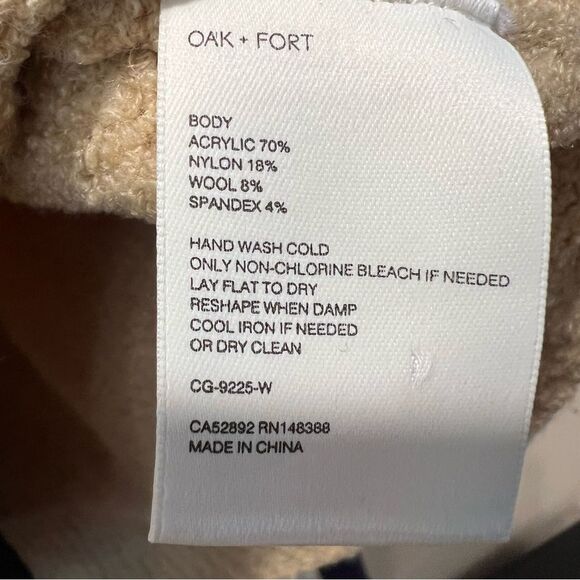 OAK + FORT
BODY
ACRYLIC 70%
NYLON 18%
WOOL 8%
SPANDEX 4%
HAND WASH COLD
ONLY NON-CHLORINE BLEACH IF NEEDED
LAY FLAT TO DRY
RESHAPE WHEN DAMP
COOL IRON IF NEEDED
OR DRY CLEAN
CG-9225-W
CA52892 RN148388
MADE IN CHINA